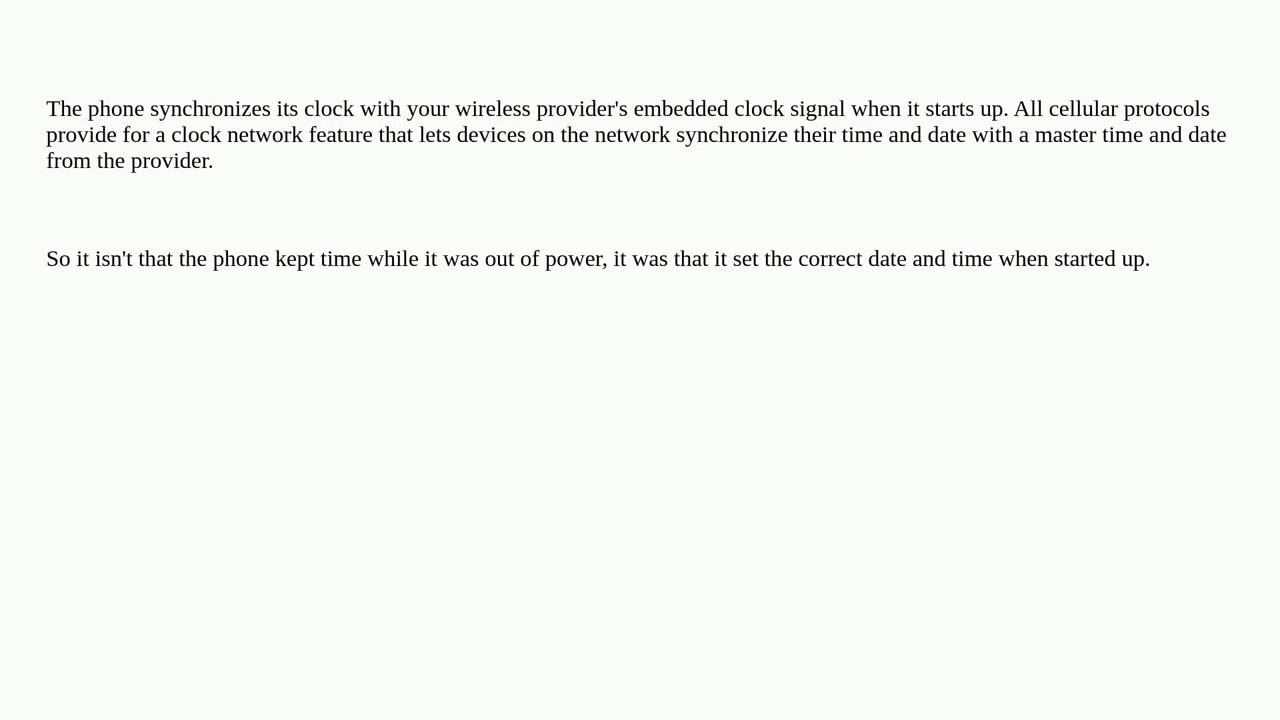 The phone synchronizes its clock with your wireless provider's embedded clock signal when it starts up. All cellular protocols
provide for a clock network feature that lets devices on the network synchronize their time and date with a master time and date
from the provider.
So it isn't that the phone kept time while it was out of power, it was that it set the correct date and time when started up.